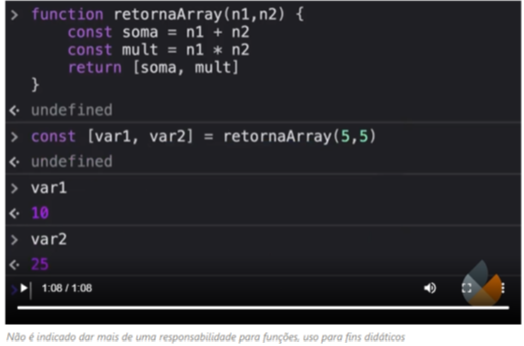 > function retornaArray(n1,n2) {
const soma = n1 + n2
const mult = n1 * n2
return [soma, mult]
}
<· undefined
> const [var1, var2] = retornaArray(5,5)
<· undefined
> var1
<· 10
> var2
<· 25
1:08 / 1:08
Não é indicado dar mais de uma responsabilidade para funções, uso para fins didáticos